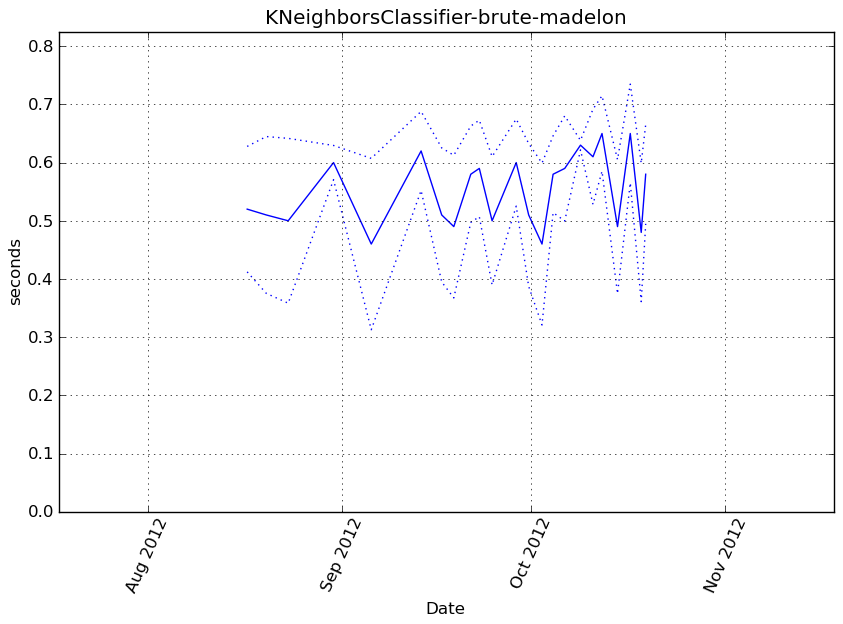 KNeighborsClassifier-brute-madelon
0.8
0.7
0.6
0.5
0.4
0.3
0.2
0.1
0.0
seconds
Aug 2012
Sep 2012
Oct 2012
Nov 2012
Date